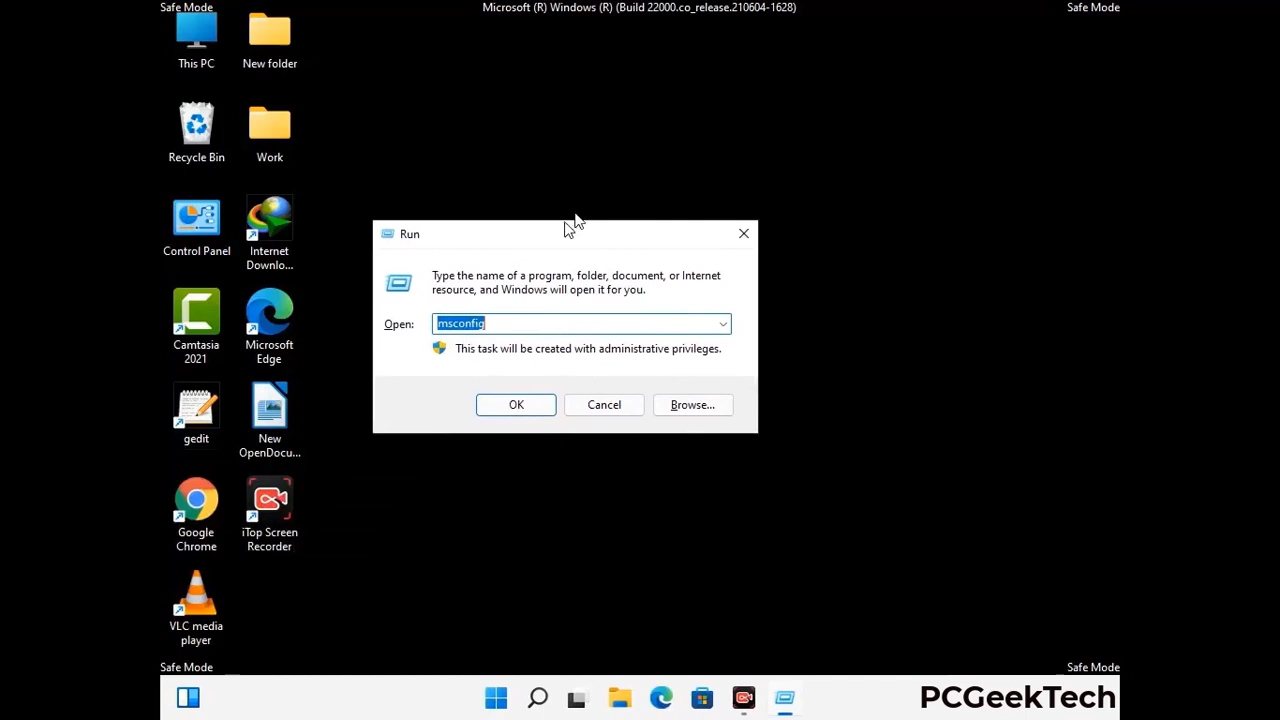 Safe Mode
Microsoft (R) Windows (R) (Build 22000.co_release.210604-1628)
Safe Mode
This PC
New folder
Recycle Bin
Work
Control Panel
Internet
Downlo...
Camtasia
2021
Microsoft
Edge
gedit
New
OpenDocu...
Google
Chrome
iTop Screen
Recorder
VLC media
player
Run
Type the name of a program, folder, document, or Internet
resource, and Windows will open it for you.
Open:
msconfig
This task will be created with administrative privileges.
OK
Cancel
Browse...
Safe Mode
Safe Mode
PCGeekTech